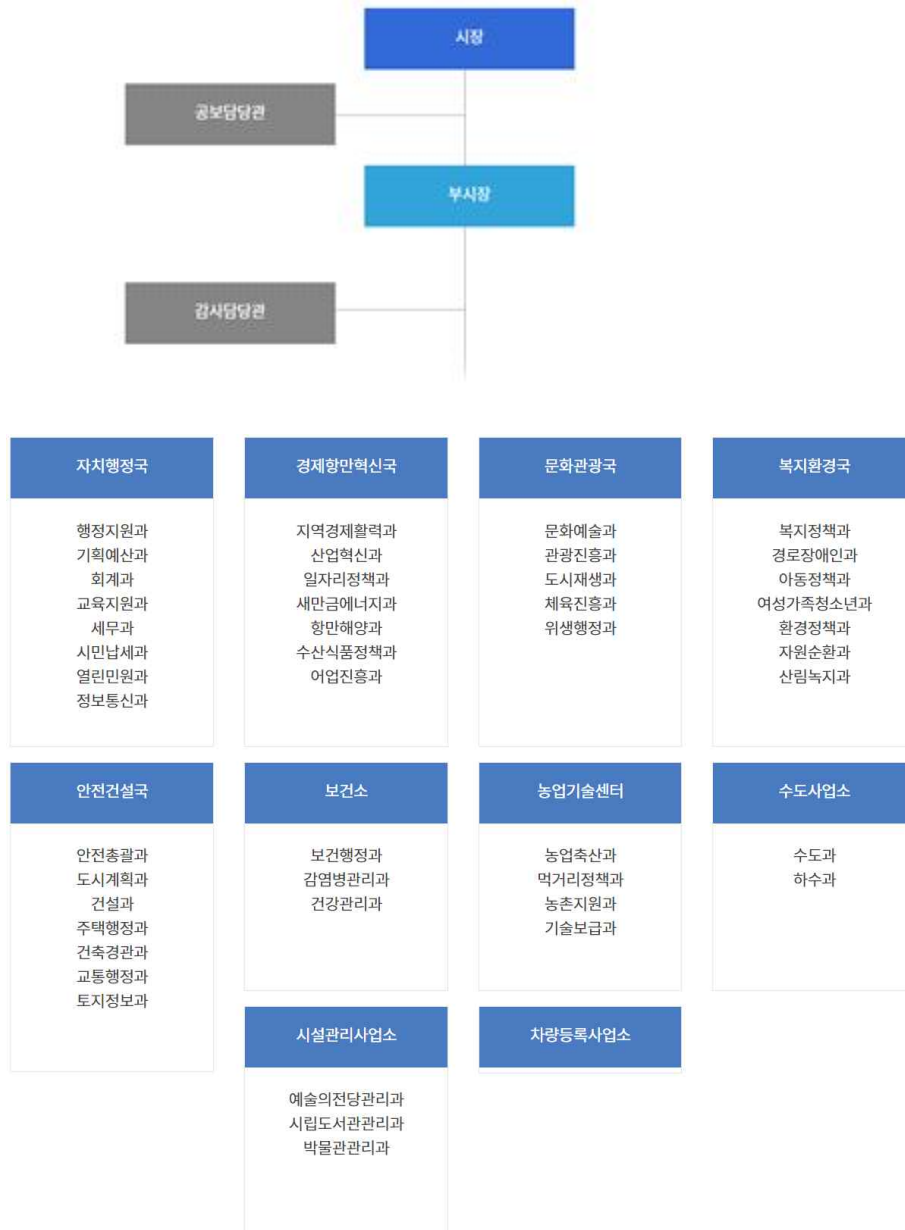 시장
공보담당관
부시장
감사담당관
자치행정국
행정지원과
기획예산과
회계과
교육지원과
세무과
시민납세과
열린민원과
정보통신과
경제항만혁신국
지역경제활력과
산업혁신과
일자리정책과
새만금에너지과
항만해양과
수산식품정책과
어업진흥과
문화관광국
문화예술과
관광진흥과
도시재생과
체육진흥과
위생행정과
복지환경국
복지정책과
경로장애인과
아동정책과
여성가족청소년과
환경정책과
자원순환과
산림녹지과
안전건설국
안전총괄과
도시계획과
건설과
주택행정과
건축경관과
교통행정과
토지정보과
보건소
보건행정과
감염병관리과
건강관리과
농업기술센터
농업축산과
먹거리정책과
농촌지원과
기술보급과
수도사업소
수도과
하수과
시설관리사업소
예술의전당관리과
시립도서관관리과
박물관관리과
차량등록사업소